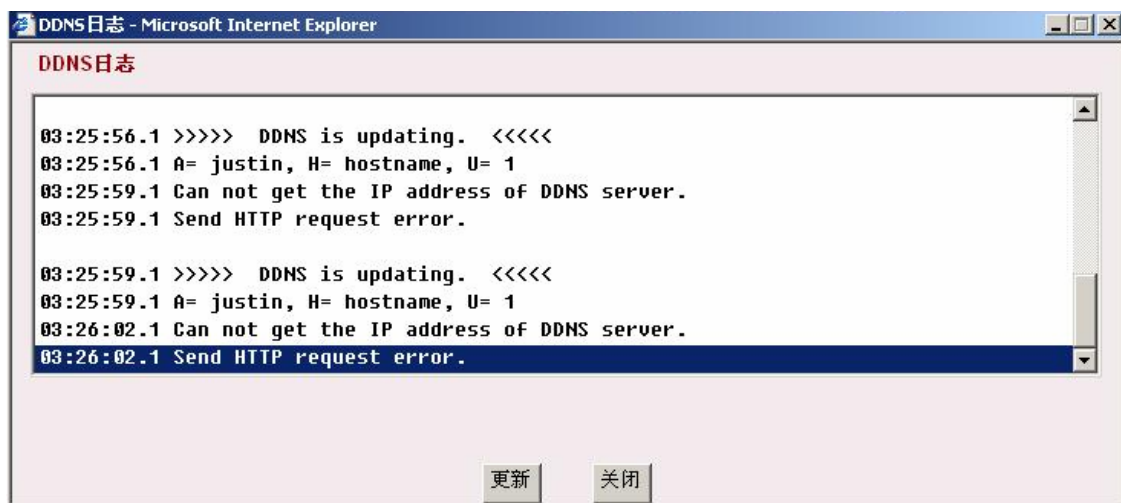 DDNS日志 - Microsoft Internet Explorer
DDNS日志
03:25:56.1 >>>>>  DDNS is updating.  <<<<<
03:25:56.1 A= justin, H= hostname, U= 1
03:25:59.1 Can not get the IP address of DDNS server.
03:25:59.1 Send HTTP request error.
03:25:59.1 >>>>>  DDNS is updating.  <<<<<
03:25:59.1 A= justin, H= hostname, U= 1
03:26:02.1 Can not get the IP address of DDNS server.
03:26:02.1 Send HTTP request error.
更新 关闭